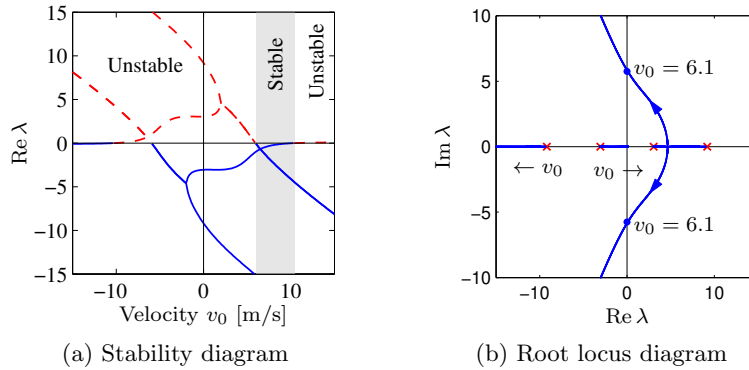 15
10
5
0
−5
−10
−15
Re λ
Unstable
Stable
Unstable
−10
0
10
Velocity v₀ [m/s]
(a) Stability diagram
10
5
0
−5
−10
Im λ
v₀ = 6.1
← v₀
v₀ →
v₀ = 6.1
−10
0
10
Re λ
(b) Root locus diagram